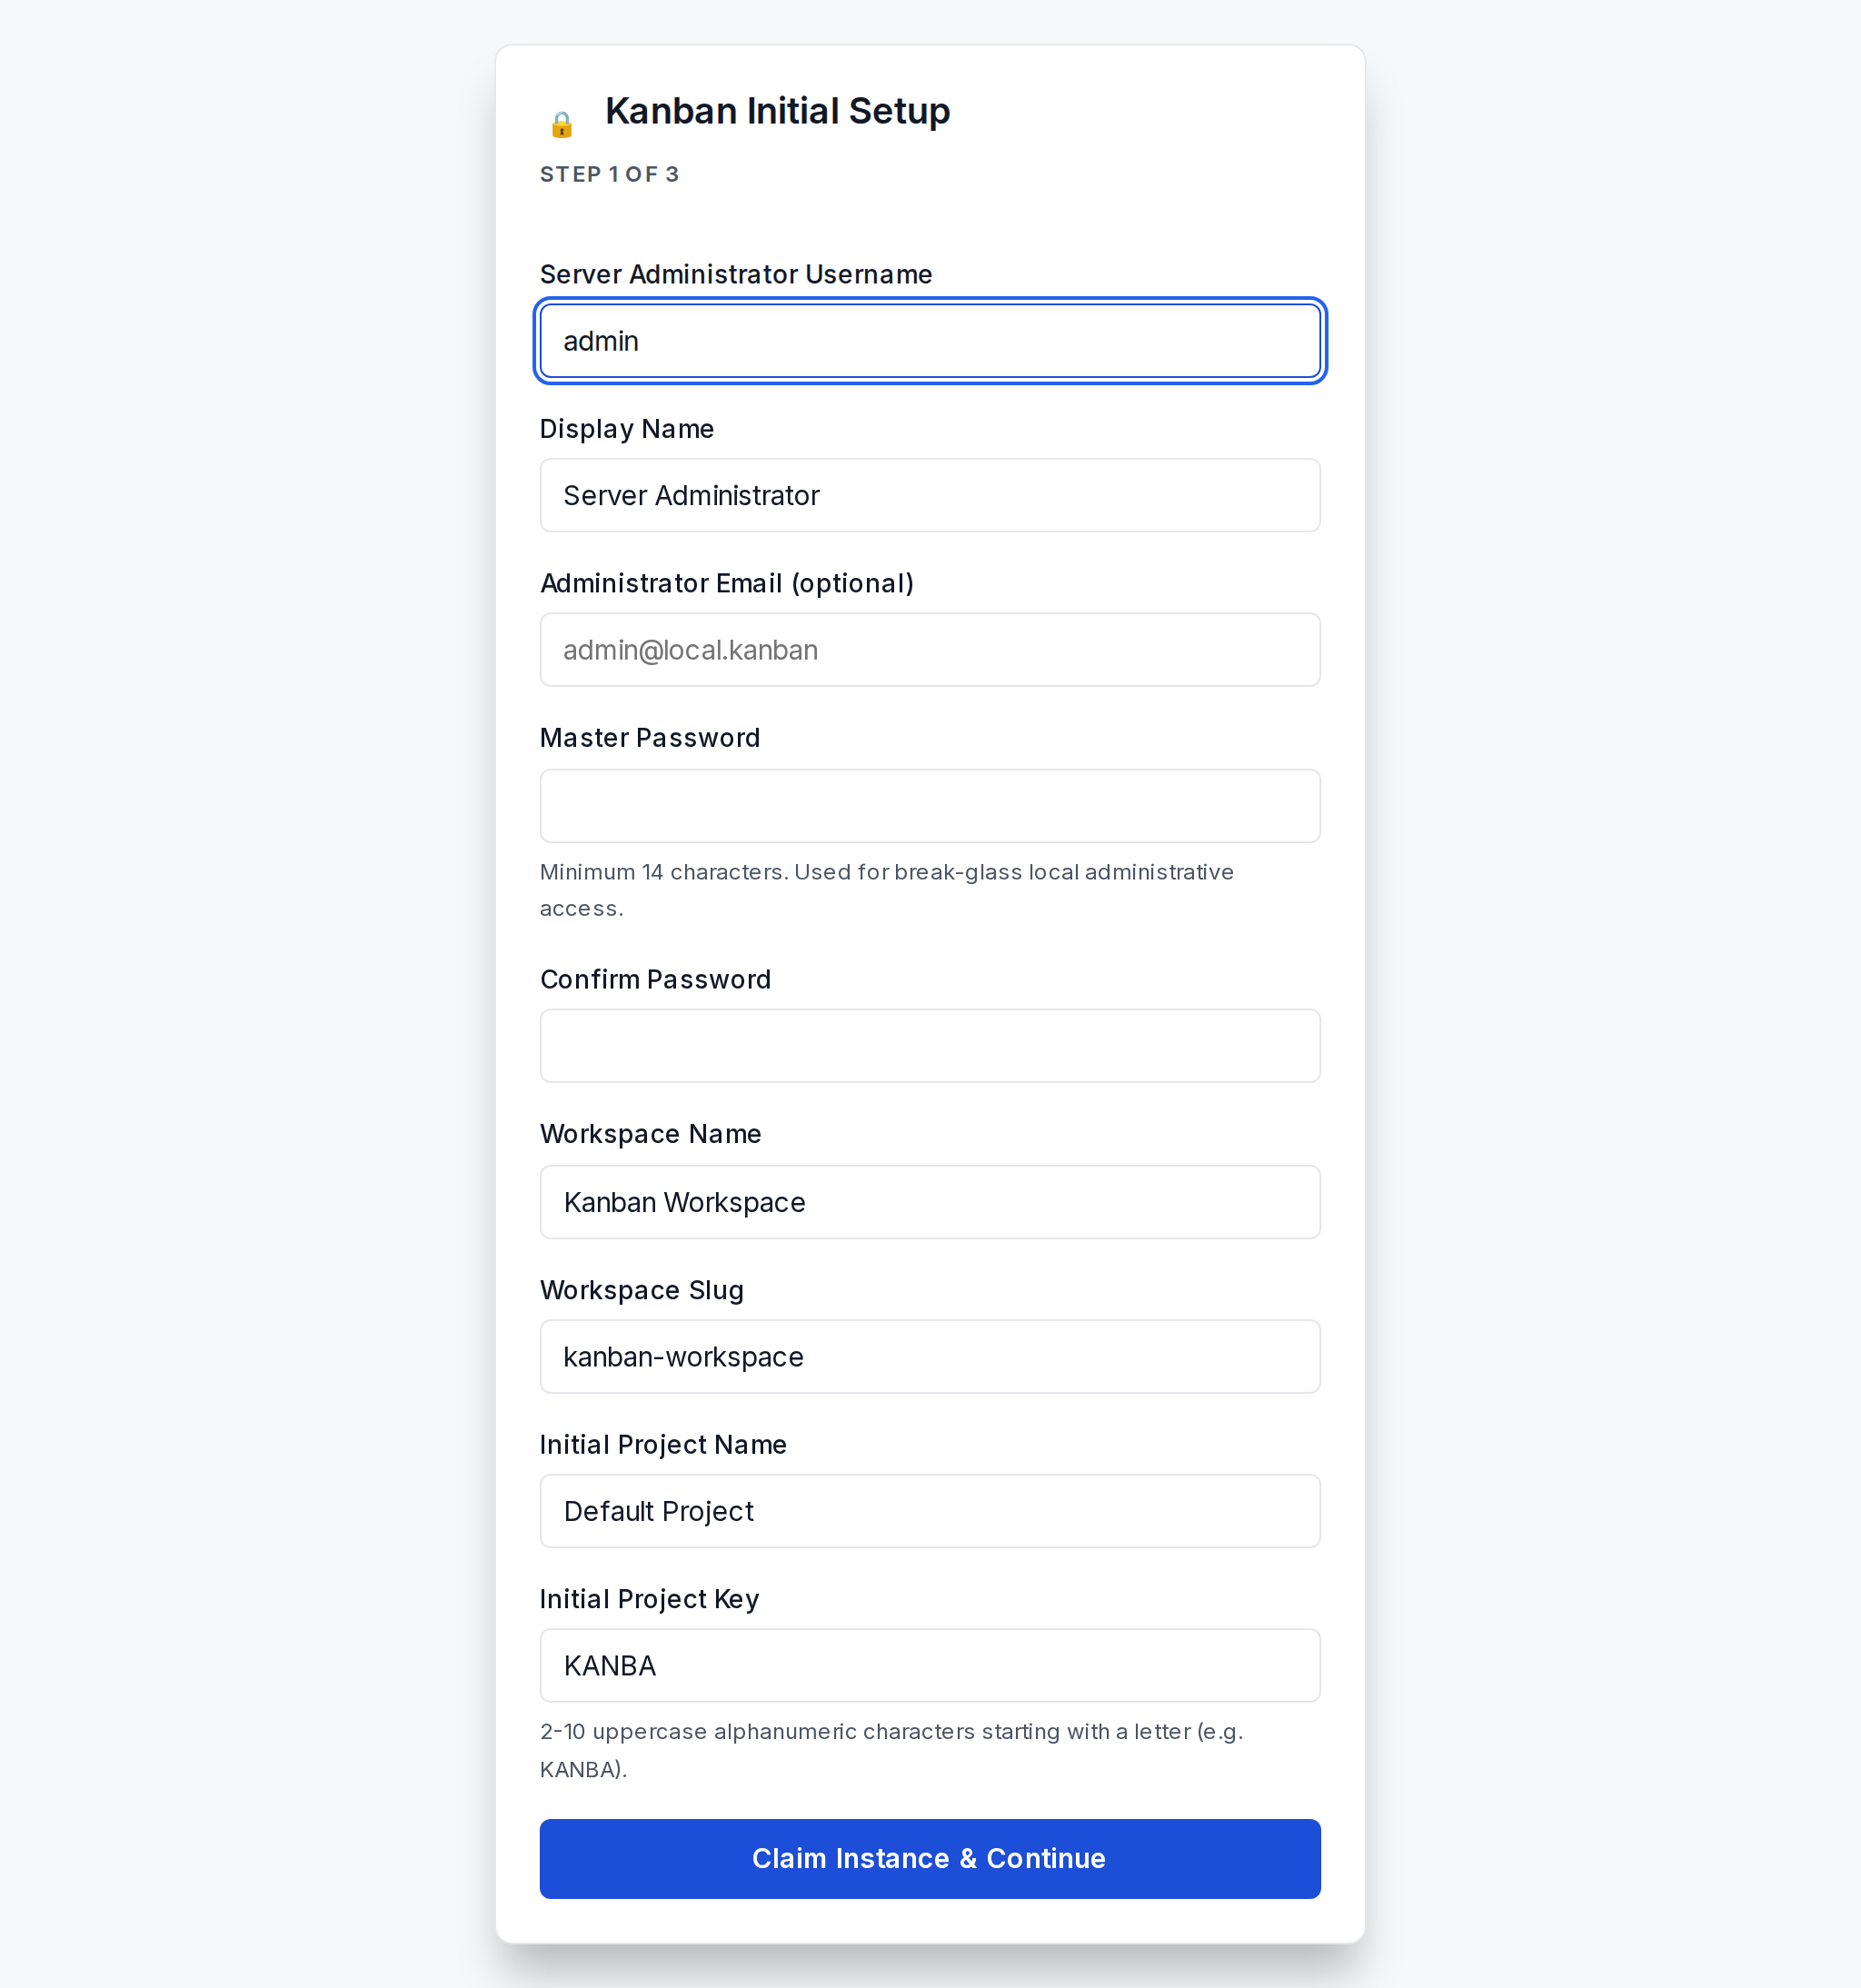 Kanban Initial Setup
STEP 1 OF 3
Server Administrator Username
admin
Display Name
Server Administrator
Administrator Email (optional)
admin@local.kanban
Master Password
Minimum 14 characters. Used for break-glass local administrative
access.
Confirm Password
Workspace Name
Kanban Workspace
Workspace Slug
kanban-workspace
Initial Project Name
Default Project
Initial Project Key
KANBA
2-10 uppercase alphanumeric characters starting with a letter (e.g.
KANBA).
Claim Instance & Continue